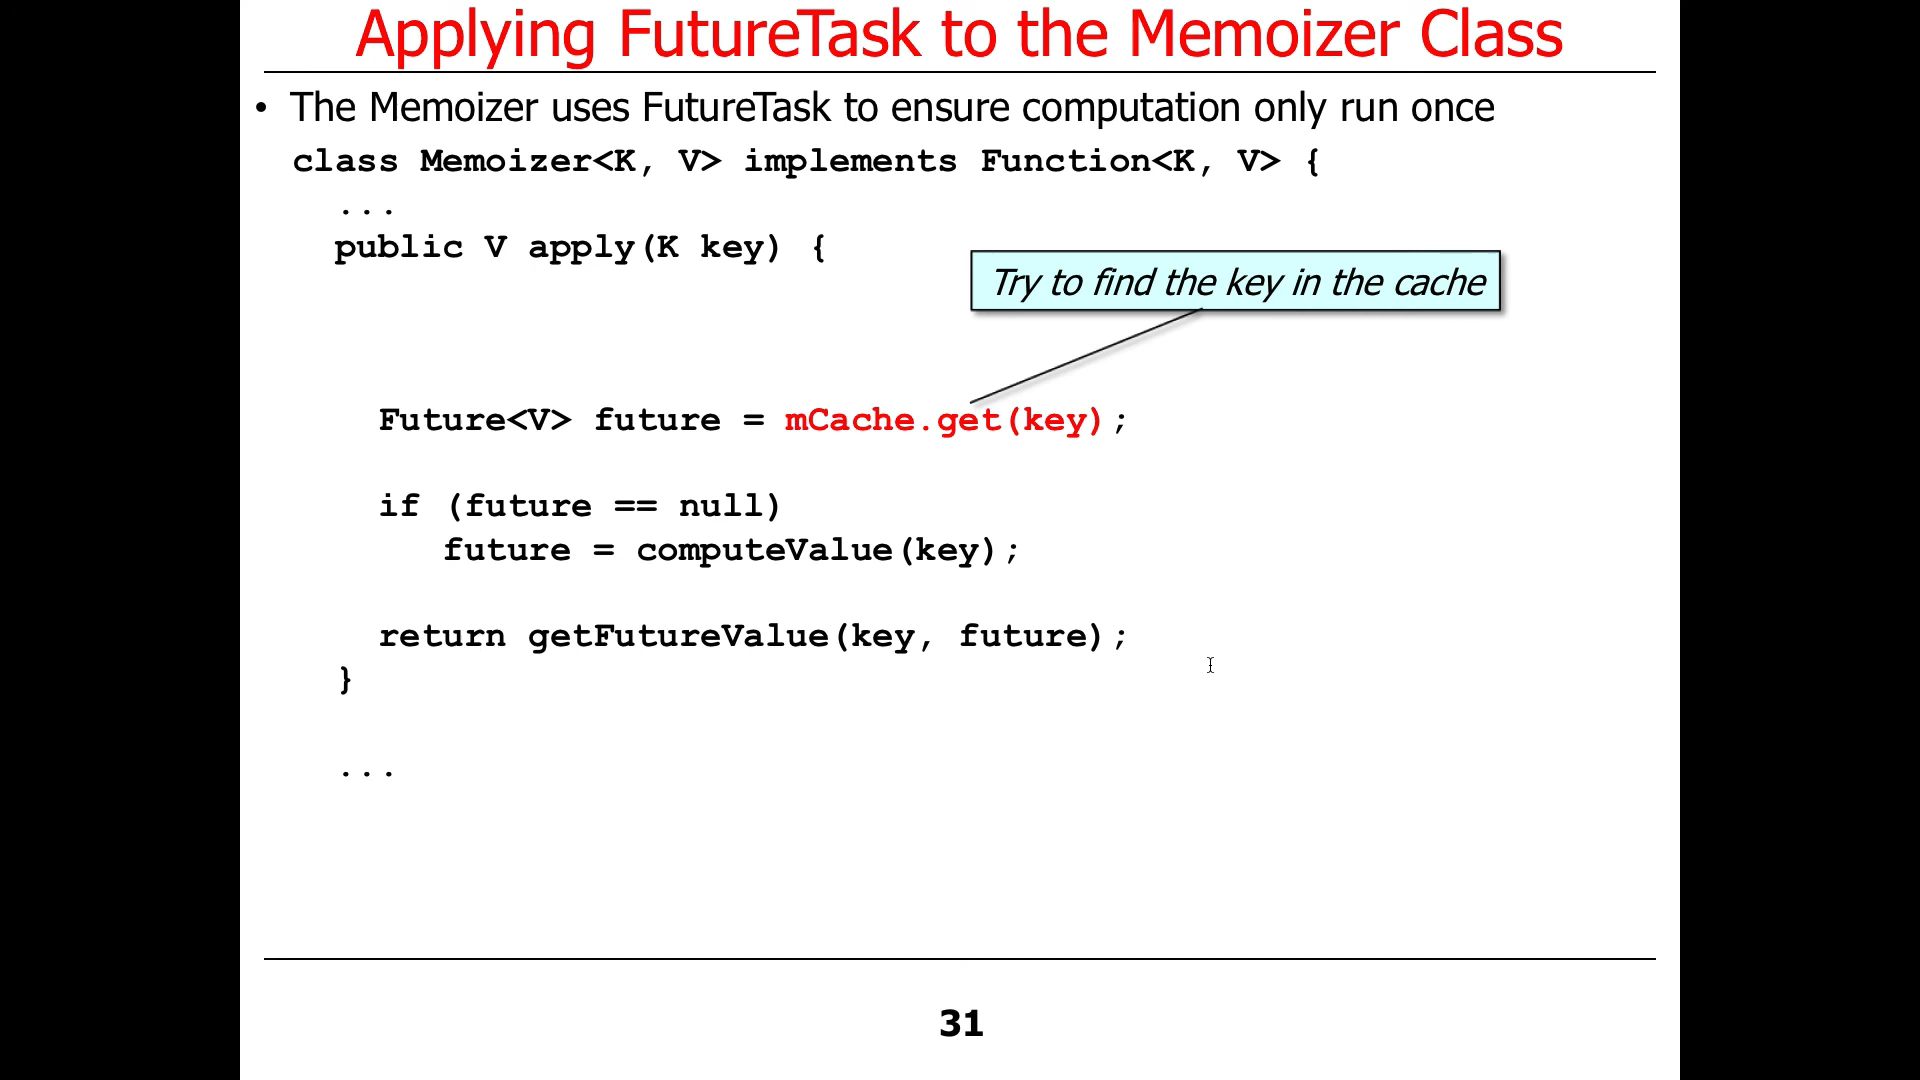 Applying FutureTask to the Memoizer Class
• The Memoizer uses FutureTask to ensure computation only run once
class Memoizer<K, V> implements Function<K, V> {
...
public V apply(K key) {
Try to find the key in the cache
Future<V> future = mCache.get(key);
if (future == null)
future = computeValue(key);
return getFutureValue(key, future);
}
...
31